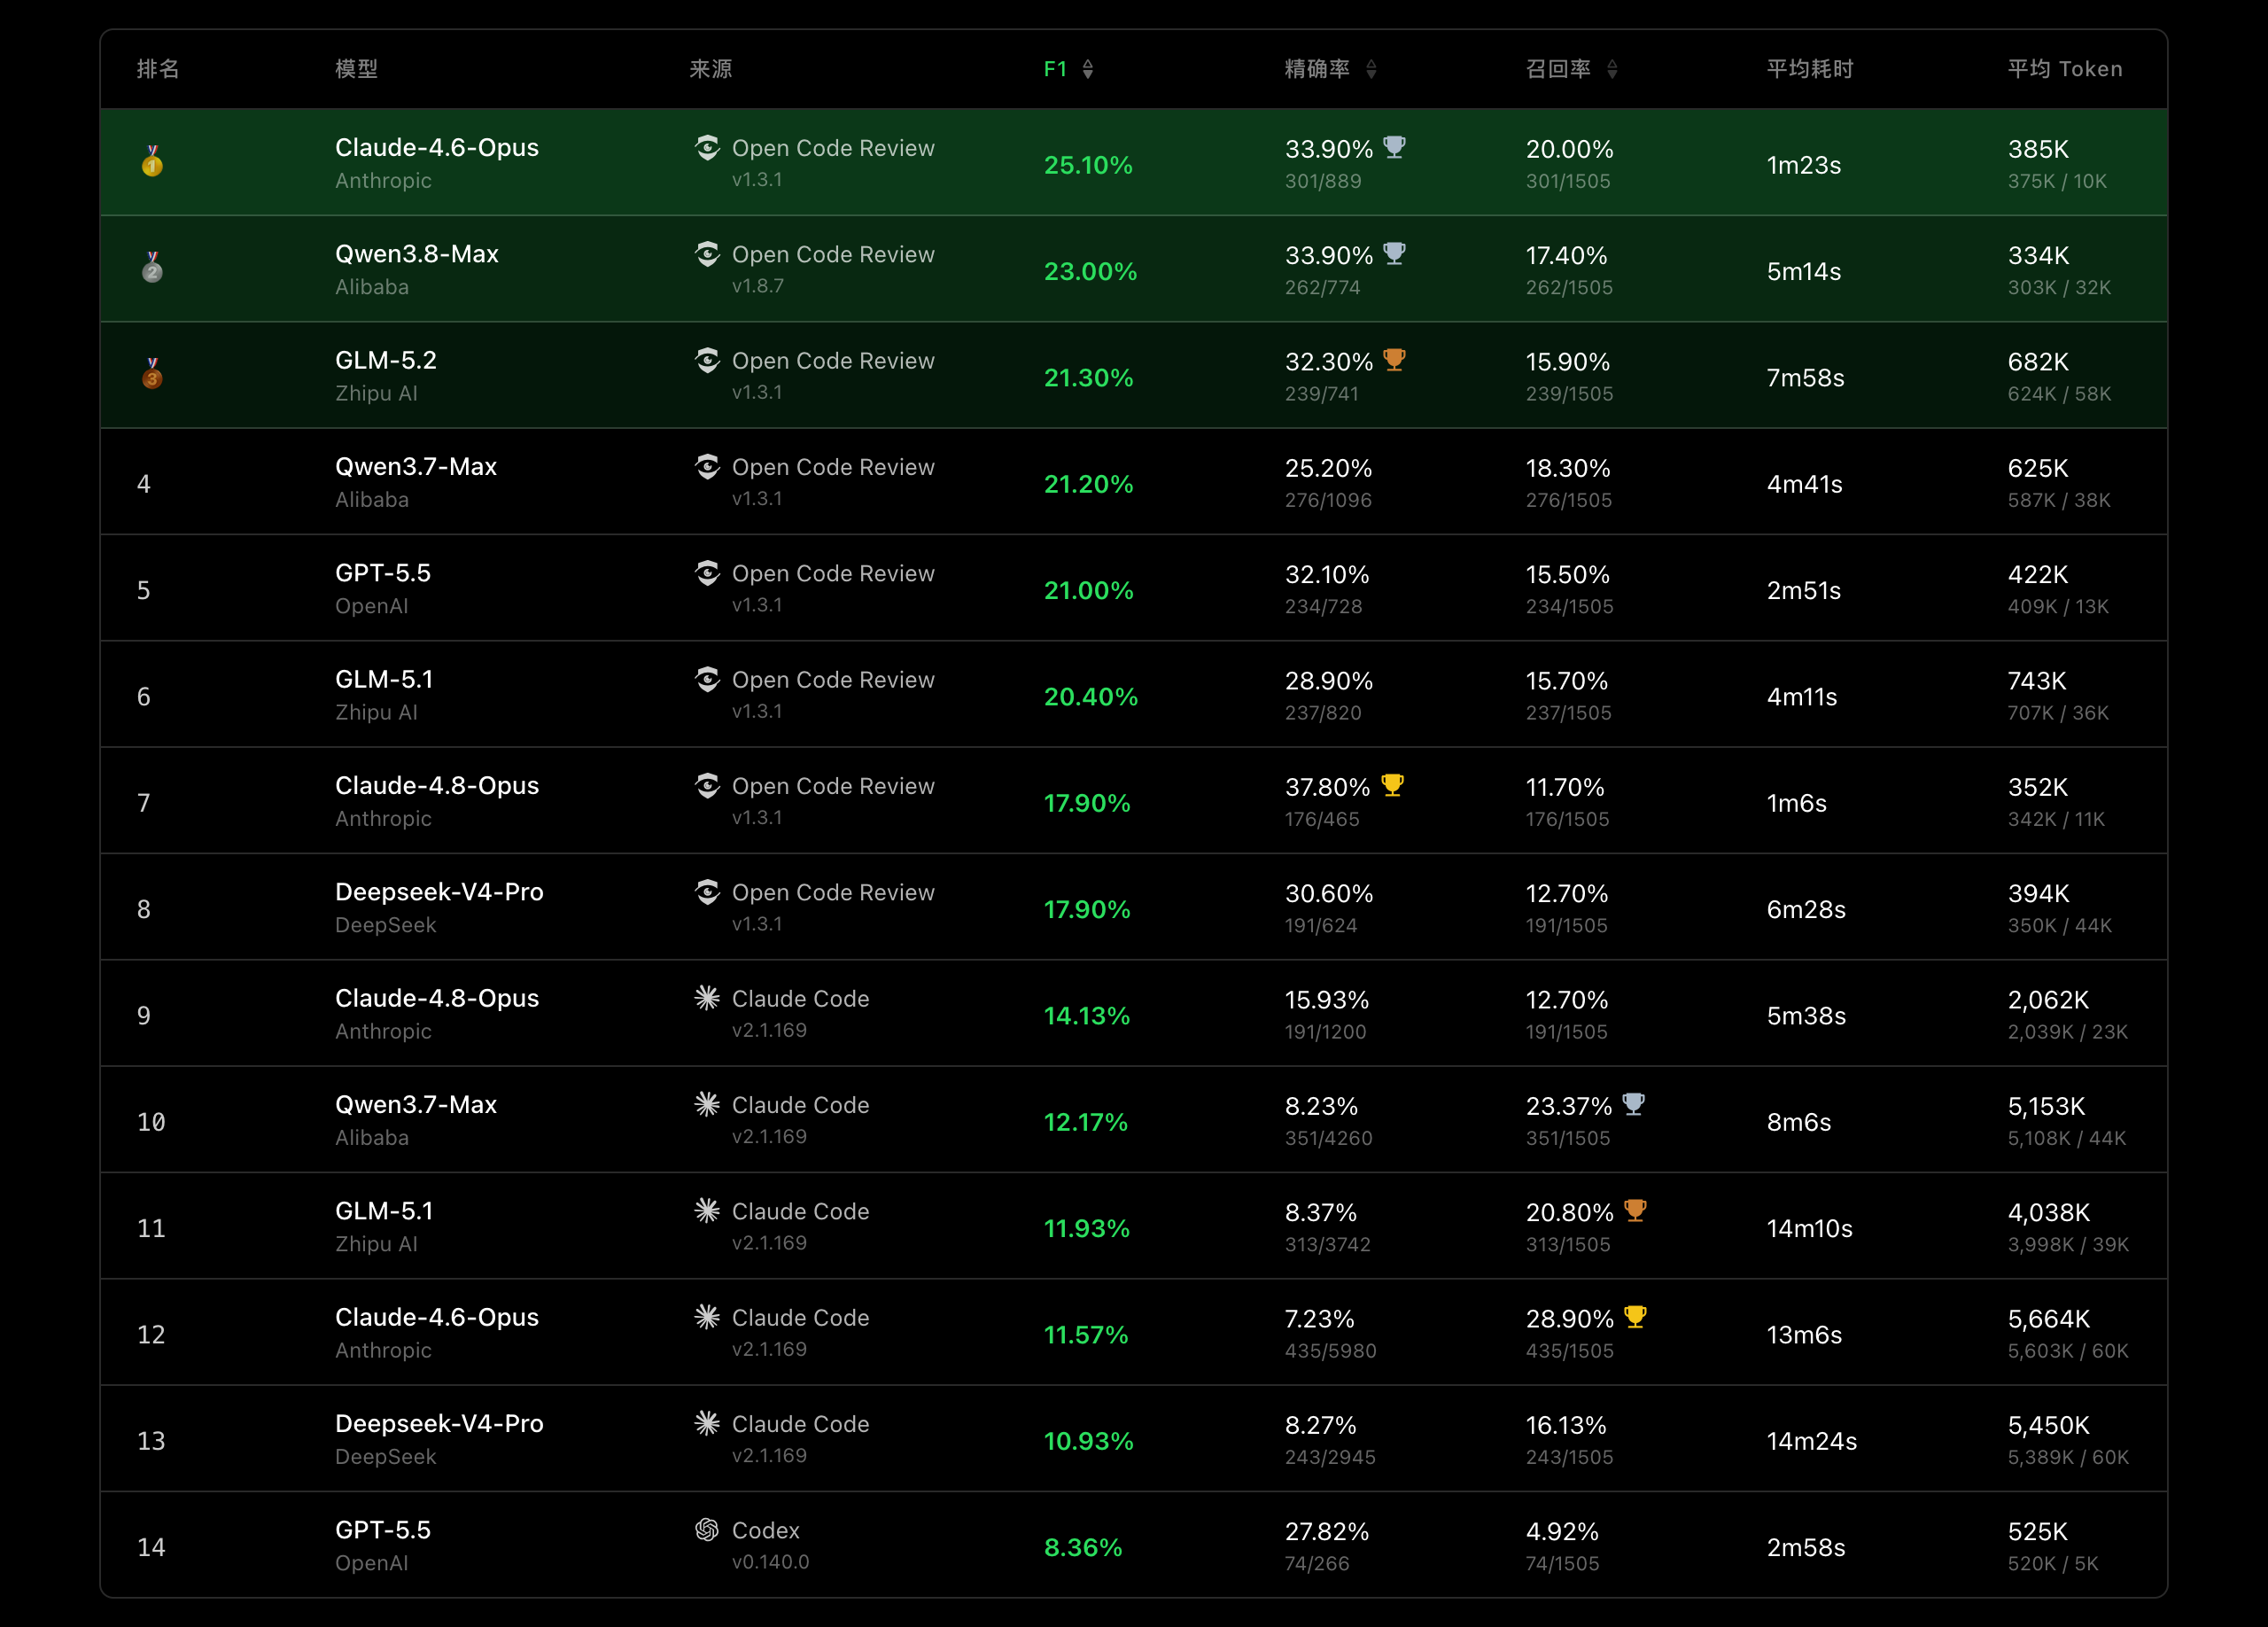 排名 模型 来源 F1 精确率 召回率 平均耗时 平均 Token
1 Claude-4.6-Opus Open Code Review 25.10% 33.90% 20.00% 1m23s 385K
Anthropic v1.3.1 301/889 301/1505 375K / 10K
2 Qwen3.8-Max Open Code Review 23.00% 33.90% 17.40% 5m14s 334K
Alibaba v1.8.7 262/774 262/1505 303K / 32K
3 GLM-5.2 Open Code Review 21.30% 32.30% 15.90% 7m58s 682K
Zhipu AI v1.3.1 239/741 239/1505 624K / 58K
4 Qwen3.7-Max Open Code Review 21.20% 25.20% 18.30% 4m41s 625K
Alibaba v1.3.1 276/1096 276/1505 587K / 38K
5 GPT-5.5 Open Code Review 21.00% 32.10% 15.50% 2m51s 422K
OpenAI v1.3.1 234/728 234/1505 409K / 13K
6 GLM-5.1 Open Code Review 20.40% 28.90% 15.70% 4m11s 743K
Zhipu AI v1.3.1 237/820 237/1505 707K / 36K
7 Claude-4.8-Opus Open Code Review 17.90% 37.80% 11.70% 1m6s 352K
Anthropic v1.3.1 176/465 176/1505 342K / 11K
8 Deepseek-V4-Pro Open Code Review 17.90% 30.60% 12.70% 6m28s 394K
DeepSeek v1.3.1 191/624 191/1505 350K / 44K
9 Claude-4.8-Opus Claude Code 14.13% 15.93% 12.70% 5m38s 2,062K
Anthropic v2.1.169 191/1200 191/1505 2,039K / 23K
10 Qwen3.7-Max Claude Code 12.17% 8.23% 23.37% 8m6s 5,153K
Alibaba v2.1.169 351/4260 351/1505 5,108K / 44K
11 GLM-5.1 Claude Code 11.93% 8.37% 20.80% 14m10s 4,038K
Zhipu AI v2.1.169 313/3742 313/1505 3,998K / 39K
12 Claude-4.6-Opus Claude Code 11.57% 7.23% 28.90% 13m6s 5,664K
Anthropic v2.1.169 435/5980 435/1505 5,603K / 60K
13 Deepseek-V4-Pro Claude Code 10.93% 8.27% 16.13% 14m24s 5,450K
DeepSeek v2.1.169 243/2945 243/1505 5,389K / 60K
14 GPT-5.5 Codex 8.36% 27.82% 4.92% 2m58s 525K
OpenAI v0.140.0 74/266 74/1505 520K / 5K